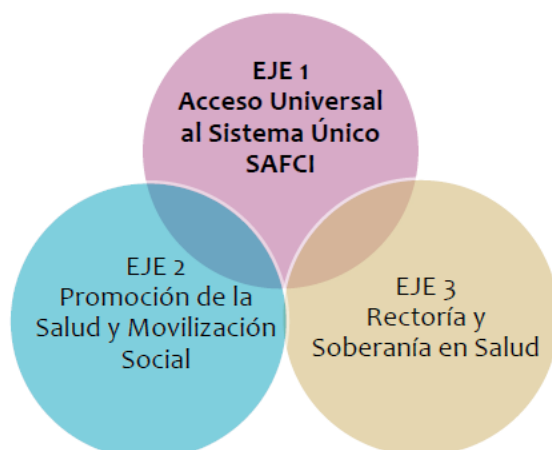 EJE 1
Acceso Universal
al Sistema Único
SAFCI
EJE 2
Promoción de la
Salud y Movilización
Social
EJE 3
Rectoría y
Soberanía en Salud